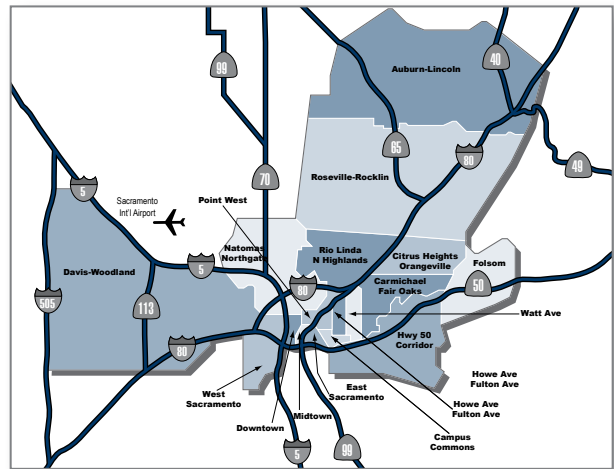 40
Auburn-Lincoln
99
65
80
49
70
Roseville-Rocklin
5
Sacramento
Int'l Airport
Point West
Natomas
Northgate
Rio Linda
N Highlands
Citrus Heights
Orangeville
Folsom
Davis-Woodland
5
80
Carmichael
Fair Oaks
50
505
113
Watt Ave
80
Hwy 50
Corridor
West
Sacramento
East
Sacramento
Howe Ave
Fulton Ave
Downtown
Midtown
Howe Ave
Fulton Ave
Campus
Commons
5
99